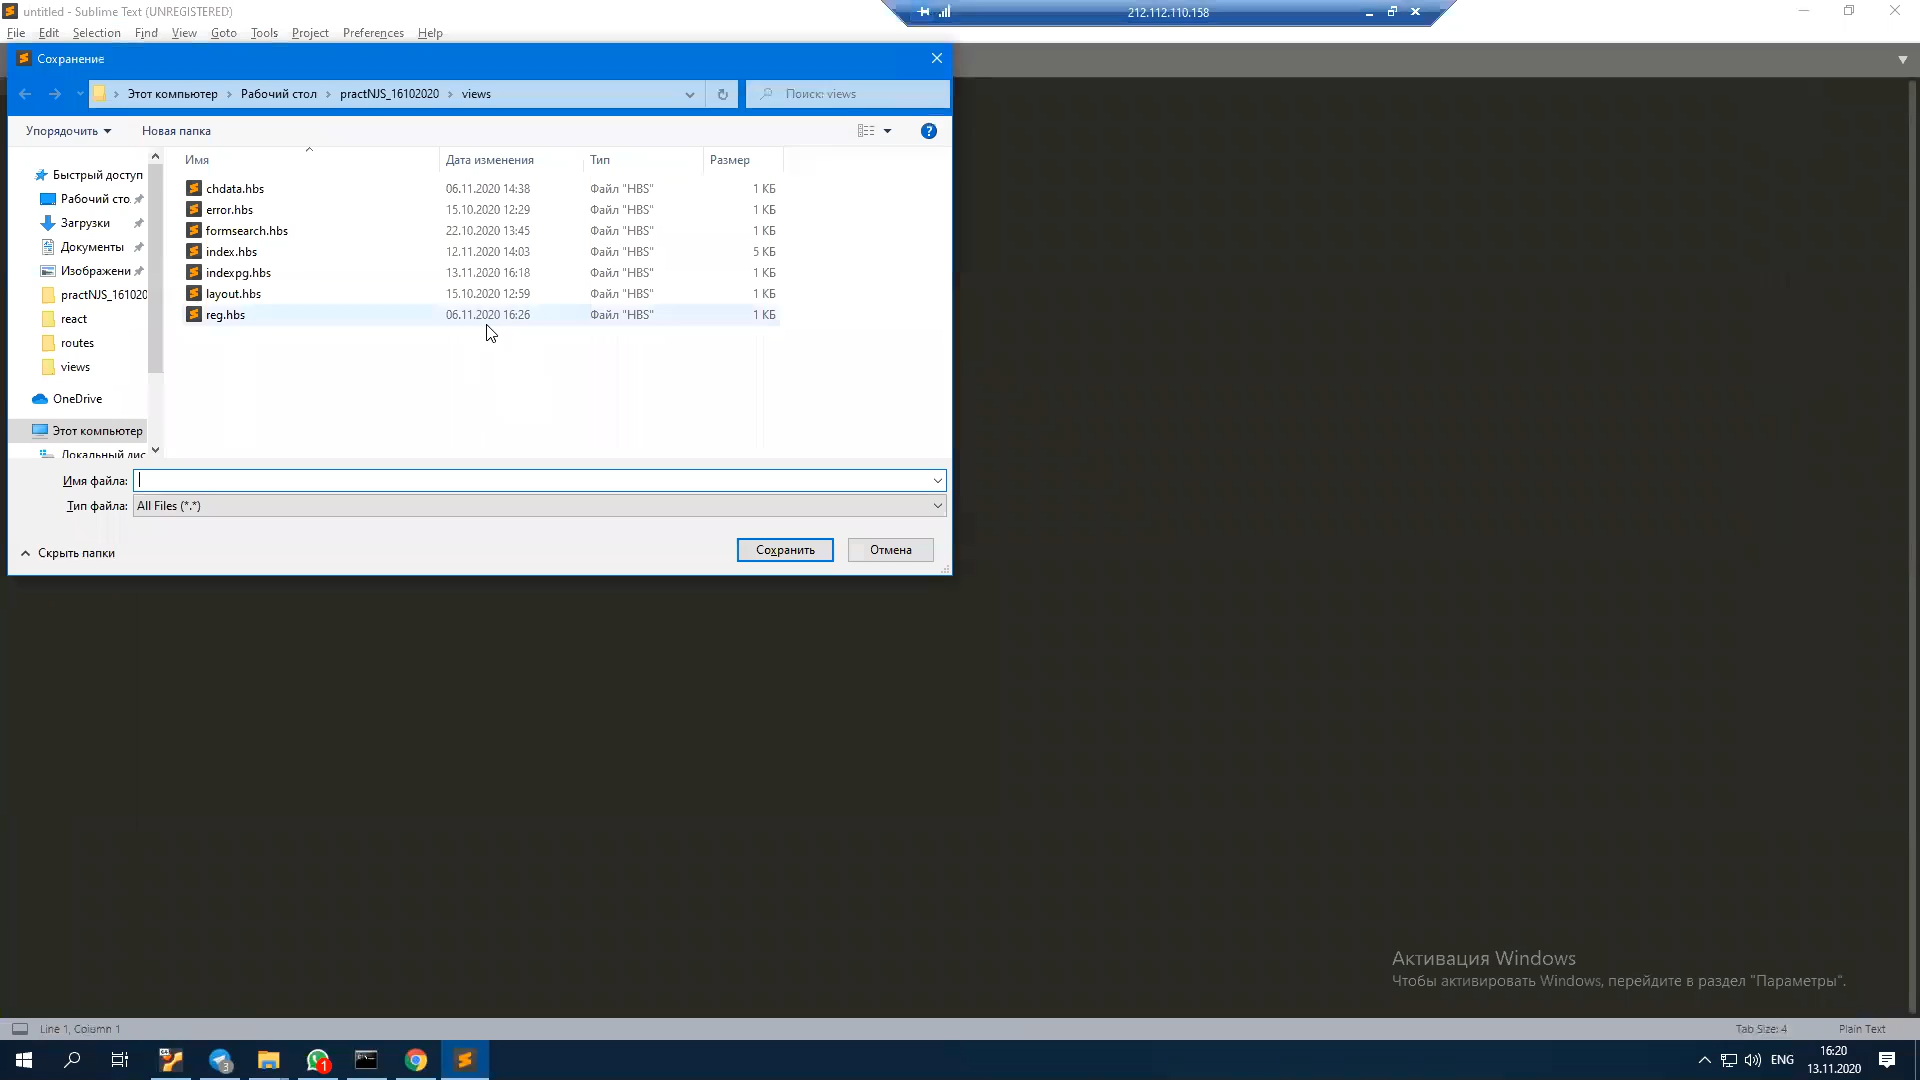 untitled - Sublime Text (UNREGISTERED)
212.112.110.158
File Edit Selection Find View Goto Tools Project Preferences Help
Сохранение
Этот компьютер › Рабочий стол › practNJS_16102020 › views
Поиск: views
Упорядочить
Новая папка
Имя
Дата изменения
Тип
Размер
Быстрый доступ
Рабочий сто.
Загрузки
Документы
Изображени
practNJS_161020
react
routes
views
OneDrive
Этот компьютер
Локальный дис
chdata.hbs 06.11.2020 14:38 Файл "HBS" 1 КБ
error.hbs 15.10.2020 12:29 Файл "HBS" 1 КБ
formsearch.hbs 22.10.2020 13:45 Файл "HBS" 1 КБ
index.hbs 12.11.2020 14:03 Файл "HBS" 5 КБ
indexpg.hbs 13.11.2020 16:18 Файл "HBS" 1 КБ
layout.hbs 15.10.2020 12:59 Файл "HBS" 1 КБ
reg.hbs 06.11.2020 16:26 Файл "HBS" 1 КБ
Имя файла:
Тип файла: All Files (*.*)
Скрыть папки
Сохранить
Отмена
Активация Windows
Чтобы активировать Windows, перейдите в раздел "Параметры".
Line 1, Column 1
Tab Size: 4
Plain Text
3
1
ENG
16:20
13.11.2020